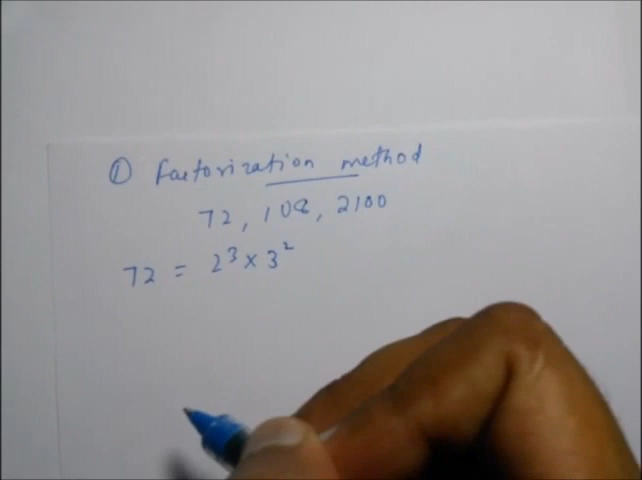 ① Factorization method
72, 108, 2100
72 = 2³ × 3²